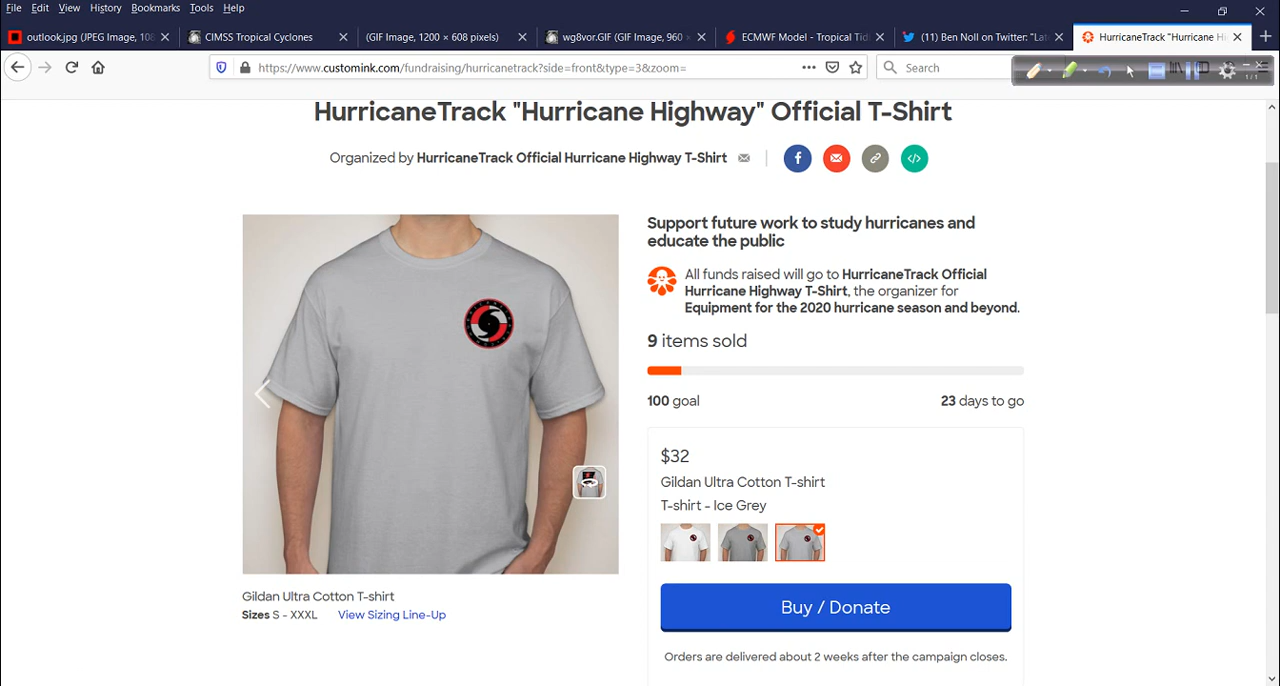 File Edit View History Bookmarks Tools Help
outlook.jpg (JPEG Image, 108
CIMSS Tropical Cyclones
(GIF Image, 1200 × 608 pixels)
wg8vor.GIF (GIF Image, 960 ×
ECMWF Model - Tropical Tid
(11) Ben Noll on Twitter: "Lat
HurricaneTrack "Hurricane Hi
https://www.customink.com/fundraising/hurricanetrack?side=front&type=3&zoom=
Search
1/1
HurricaneTrack "Hurricane Highway" Official T-Shirt
Organized by HurricaneTrack Official Hurricane Highway T-Shirt
Support future work to study hurricanes and
educate the public
All funds raised will go to HurricaneTrack Official
Hurricane Highway T-Shirt, the organizer for
Equipment for the 2020 hurricane season and beyond.
9 items sold
100 goal
23 days to go
$32
Gildan Ultra Cotton T-shirt
T-shirt - Ice Grey
Buy / Donate
Orders are delivered about 2 weeks after the campaign closes.
Gildan Ultra Cotton T-shirt
Sizes S - XXXL View Sizing Line-Up